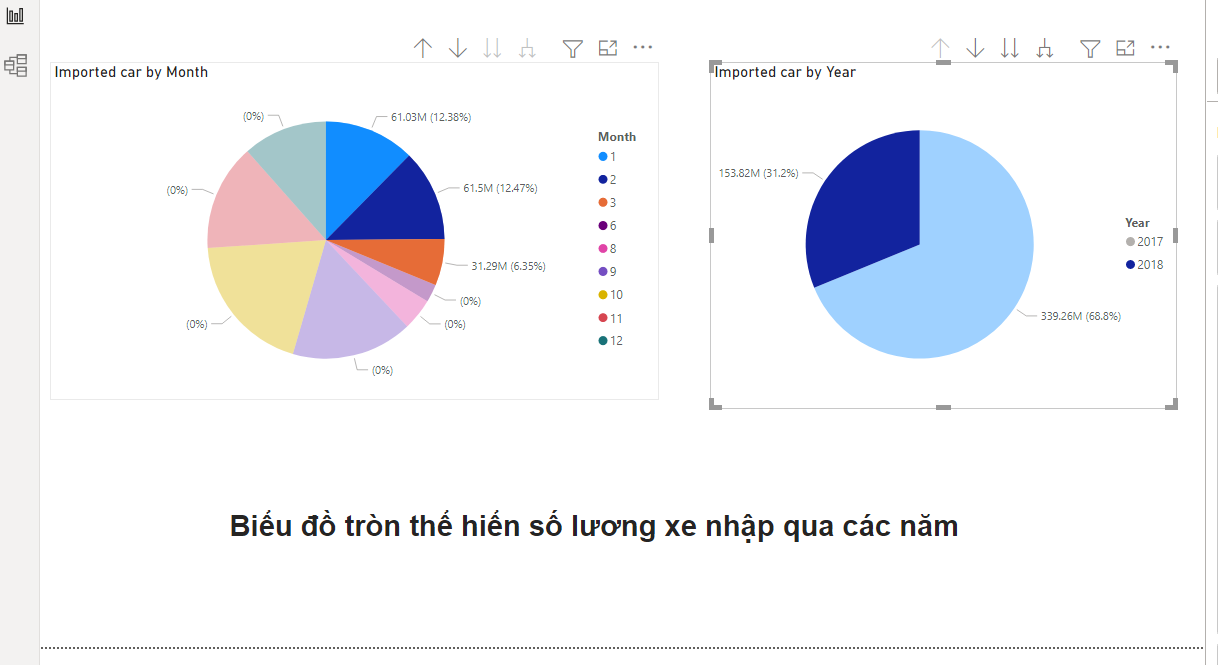 Imported car by Month
(0%)
61.03M (12.38%)
(0%)
61.5M (12.47%)
31.29M (6.35%)
(0%)
(0%)
(0%)
(0%)
Month
1
2
3
6
8
9
10
11
12
Imported car by Year
153.82M (31.2%)
339.26M (68.8%)
Year
2017
2018
Biếu đồ tròn thế hiến số lương xe nhập qua các năm